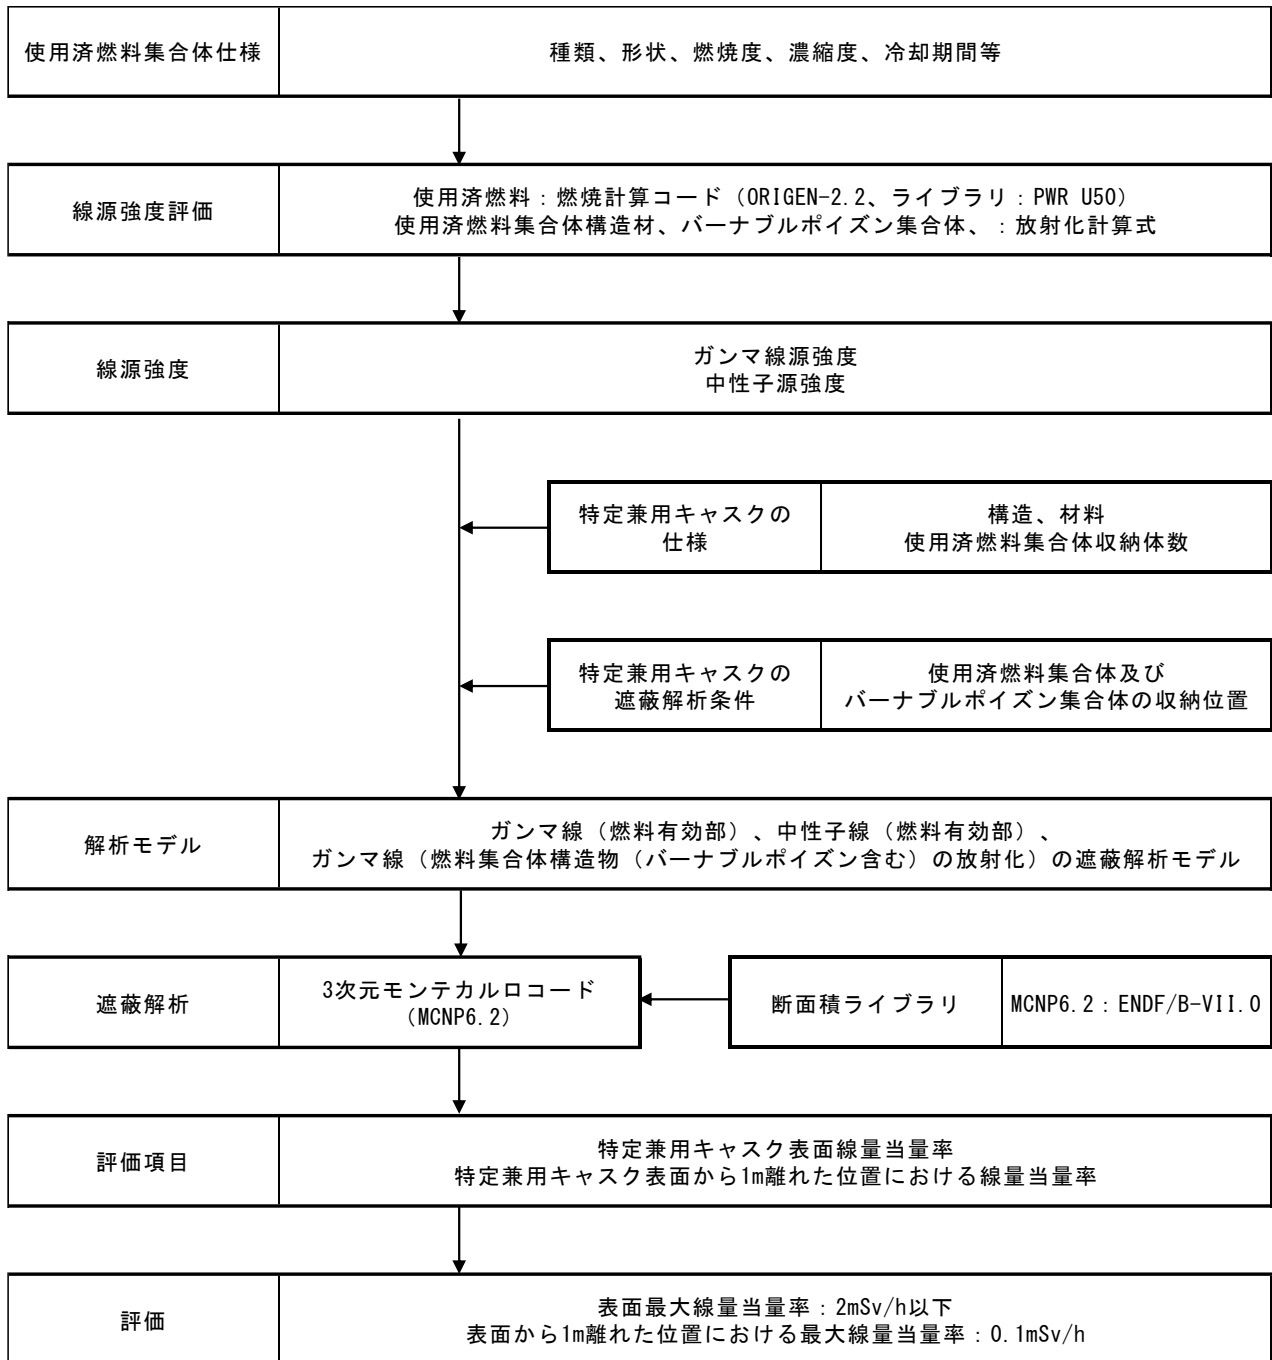 使用済燃料集合体仕様
種類、形状、燃焼度、濃縮度、冷却期間等
線源強度評価
使用済燃料：燃焼計算コード（ORIGEN-2.2、ライブラリ：PWR U50）
使用済燃料集合体構造材、バーナブルポイズン集合体、：放射化計算式
線源強度
ガンマ線源強度
中性子源強度
特定兼用キャスクの
仕様
構造、材料
使用済燃料集合体収納体数
特定兼用キャスクの
遮蔽解析条件
使用済燃料集合体及び
バーナブルポイズン集合体の収納位置
解析モデル
ガンマ線（燃料有効部）、中性子線（燃料有効部）、
ガンマ線（燃料集合体構造物（バーナブルポイズン含む）の放射化）の遮蔽解析モデル
遮蔽解析
3次元モンテカルロコード
（MCNP6.2）
断面積ライブラリ
MCNP6.2：ENDF/B-VII.0
評価項目
特定兼用キャスク表面線量当量率
特定兼用キャスク表面から1m離れた位置における線量当量率
評価
表面最大線量当量率：2mSv/h以下
表面から1m離れた位置における最大線量当量率：0.1mSv/h